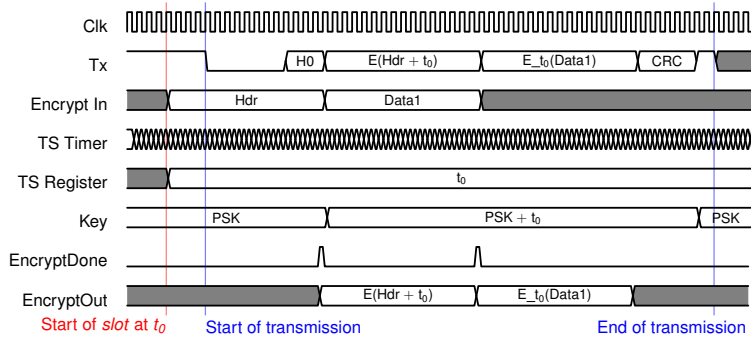 Clk
Tx H0 E(Hdr + t₀) E_t₀(Data1) CRC
Encrypt In Hdr Data1
TS Timer
TS Register t₀
Key PSK PSK + t₀ PSK
EncryptDone
EncryptOut E(Hdr + t₀) E_t₀(Data1)
Start of slot at t₀ Start of transmission End of transmission